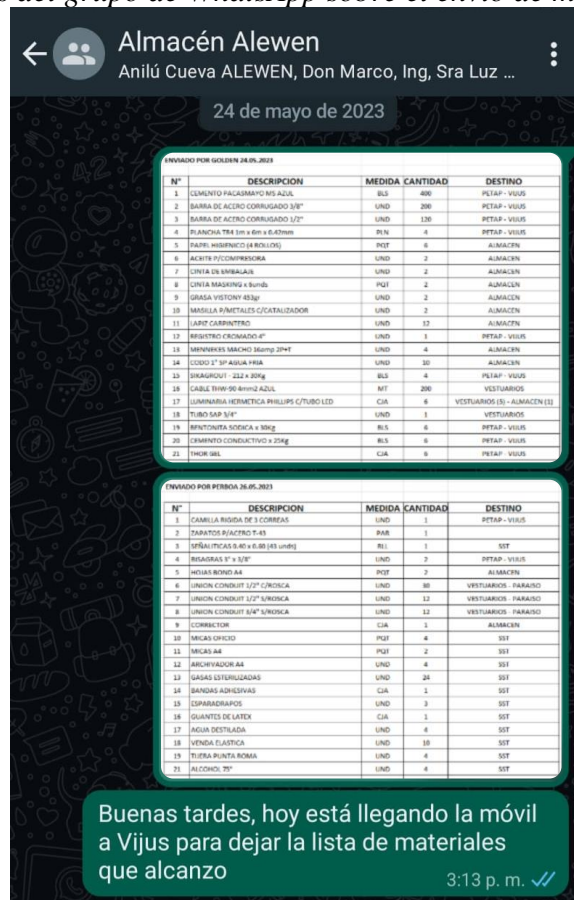 Almacén Alewen
Anilú Cueva ALEWEN, Don Marco, Ing, Sra Luz ...
24 de mayo de 2023
ENVIADO POR GOLDEN 24.05.2023
N° DESCRIPCION MEDIDA CANTIDAD DESTINO
1 CEMENTO PACASMAYO MS AZUL BLS 400 PETAP - VIJUS
2 BARRA DE ACERO CORRUGADO 3/8" UND 200 PETAP - VIJUS
3 BARRA DE ACERO CORRUGADO 1/2" UND 120 PETAP - VIJUS
4 PLANCHA TR4 1m x 6m x 0.42mm PLN 4 PETAP - VIJUS
5 PAPEL HIGIENICO (4 ROLLOS) PQT 6 ALMACEN
6 ACEITE P/COMPRESORA UND 2 ALMACEN
7 CINTA DE EMBALAJE UND 2 ALMACEN
8 CINTA MASKING x 6unds PQT 2 ALMACEN
9 GRASA VISTONY 453gr UND 2 ALMACEN
10 MASILLA P/METALES C/CATALIZADOR UND 2 ALMACEN
11 LAPIZ CARPINTERO UND 12 ALMACEN
12 REGISTRO CROMADO 4" UND 1 PETAP - VIJUS
13 MENNEKES MACHO 16amp 2P+T UND 4 ALMACEN
14 CODO 1" SP AGUA FRIA UND 10 ALMACEN
15 SIKAGROUT - 212 x 30Kg BLS 4 PETAP - VIJUS
16 CABLE THW-90 4mm2 AZUL MT 200 VESTUARIOS
17 LUMINARIA HERMETICA PHILLIPS C/TUBO LED CJA 6 VESTUARIOS (5) - ALMACEN (1)
18 TUBO SAP 3/4" UND 1 VESTUARIOS
19 BENTONITA SODICA x 30Kg BLS 6 PETAP - VIJUS
20 CEMENTO CONDUCTIVO x 25Kg BLS 6 PETAP - VIJUS
21 THOR GEL CJA 6 PETAP - VIJUS
ENVIADO POR PERBOA 26.05.2023
N° DESCRIPCION MEDIDA CANTIDAD DESTINO
1 CAMILLA RIGIDA DE 3 CORREAS UND 1 PETAP - VIJUS
2 ZAPATOS P/ACERO T-43 PAR 1
3 SEÑALITICAS 0.40 x 0.60 (43 unds) RLL 1 SST
4 BISAGRAS 3" x 3/8" UND 2 PETAP - VIJUS
5 HOJAS BOND A4 PQT 2 ALMACEN
6 UNION CONDUIT 1/2" C/ROSCA UND 30 VESTUARIOS - PARAISO
7 UNION CONDUIT 1/2" S/ROSCA UND 12 VESTUARIOS - PARAISO
8 UNION CONDUIT 3/4" S/ROSCA UND 12 VESTUARIOS - PARAISO
9 CORRECTOR CJA 1 ALMACEN
10 MICAS OFICIO PQT 4 SST
11 MICAS A4 PQT 2 SST
12 ARCHIVADOR A4 UND 4 SST
13 GASAS ESTERILIZADAS UND 24 SST
14 BANDAS ADHESIVAS CJA 1 SST
15 ESPARADRAPOS UND 3 SST
16 GUANTES DE LATEX CJA 1 SST
17 AGUA DESTILADA UND 4 SST
18 VENDA ELASTICA UND 10 SST
19 TIJERA PUNTA ROMA UND 4 SST
21 ALCOHOL 75° UND 4 SST
Buenas tardes, hoy está llegando la móvil
a Vijus para dejar la lista de materiales
que alcanzo
3:13 p. m.